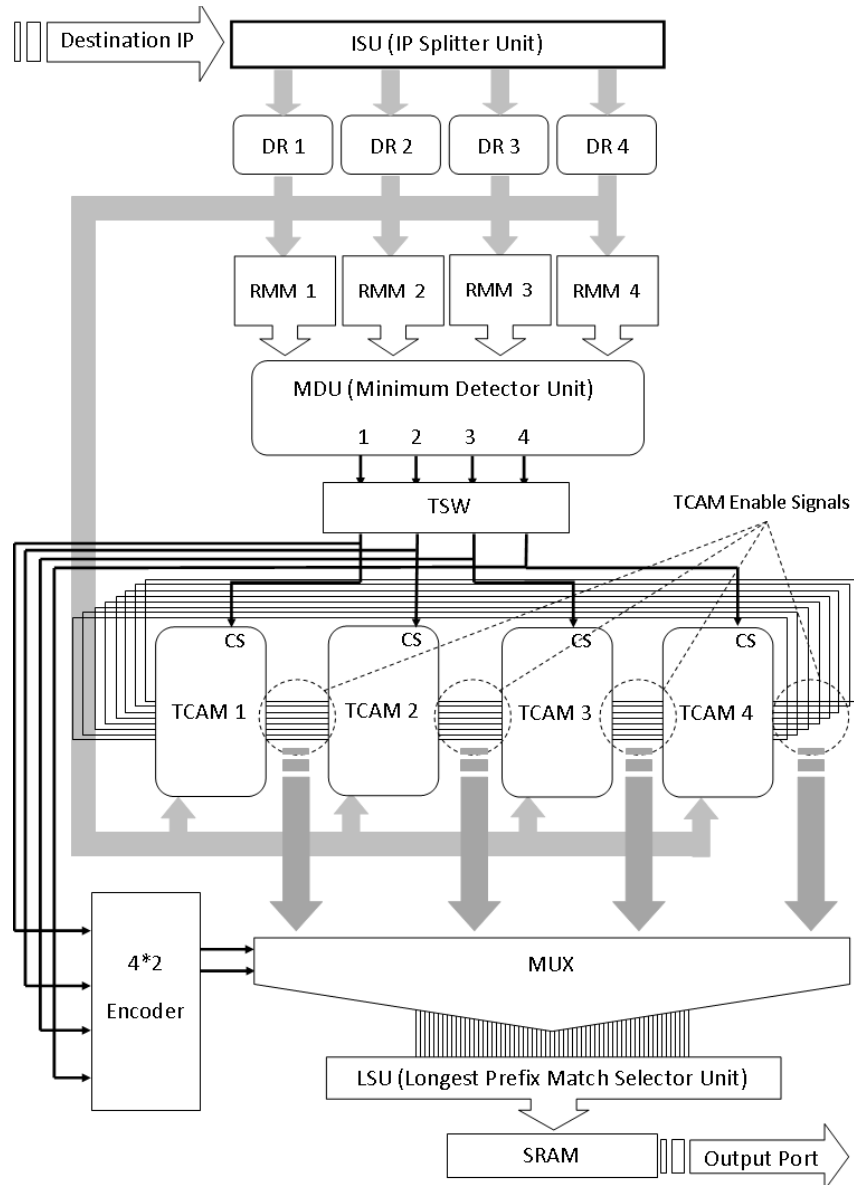 Destination IP
ISU (IP Splitter Unit)
DR 1
DR 2
DR 3
DR 4
RMM 1
RMM 2
RMM 3
RMM 4
MDU (Minimum Detector Unit)
1
2
3
4
TSW
TCAM Enable Signals
CS
CS
CS
CS
TCAM 1
TCAM 2
TCAM 3
TCAM 4
4*2
Encoder
MUX
LSU (Longest Prefix Match Selector Unit)
SRAM
Output Port